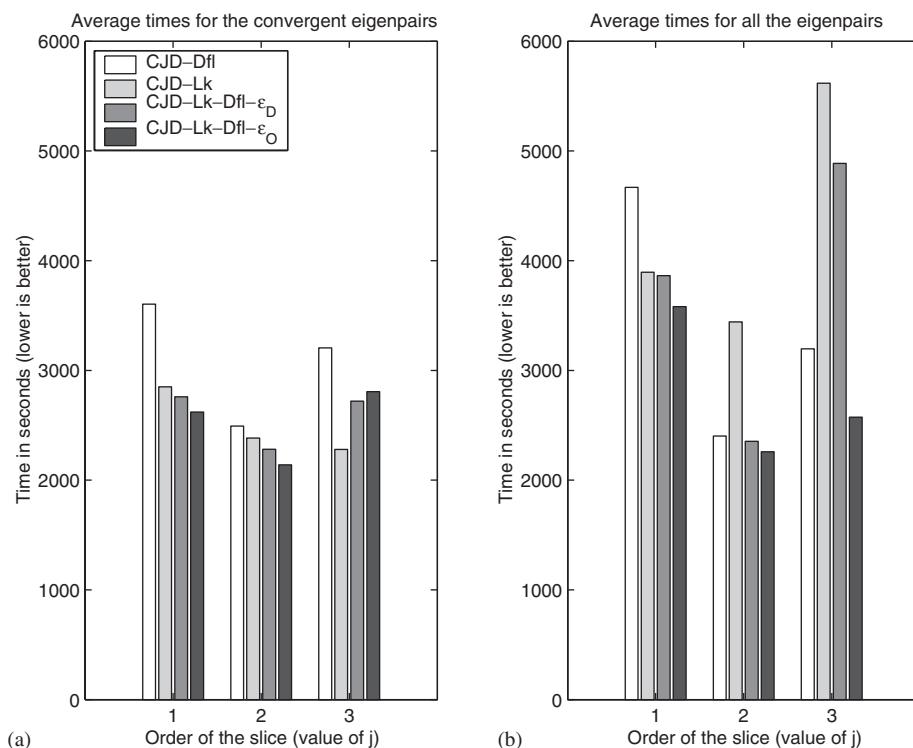 Average times for the convergent eigenpairs
6000
5000
4000
3000
2000
1000
0
Time in seconds (lower is better)
CJD–Dfl
CJD–Lk
CJD–Lk–Dfl–ε_D
CJD–Lk–Dfl–ε_O
1 2 3
Order of the slice (value of j)
(a)
Average times for all the eigenpairs
6000
5000
4000
3000
2000
1000
0
Time in seconds (lower is better)
1 2 3
Order of the slice (value of j)
(b)